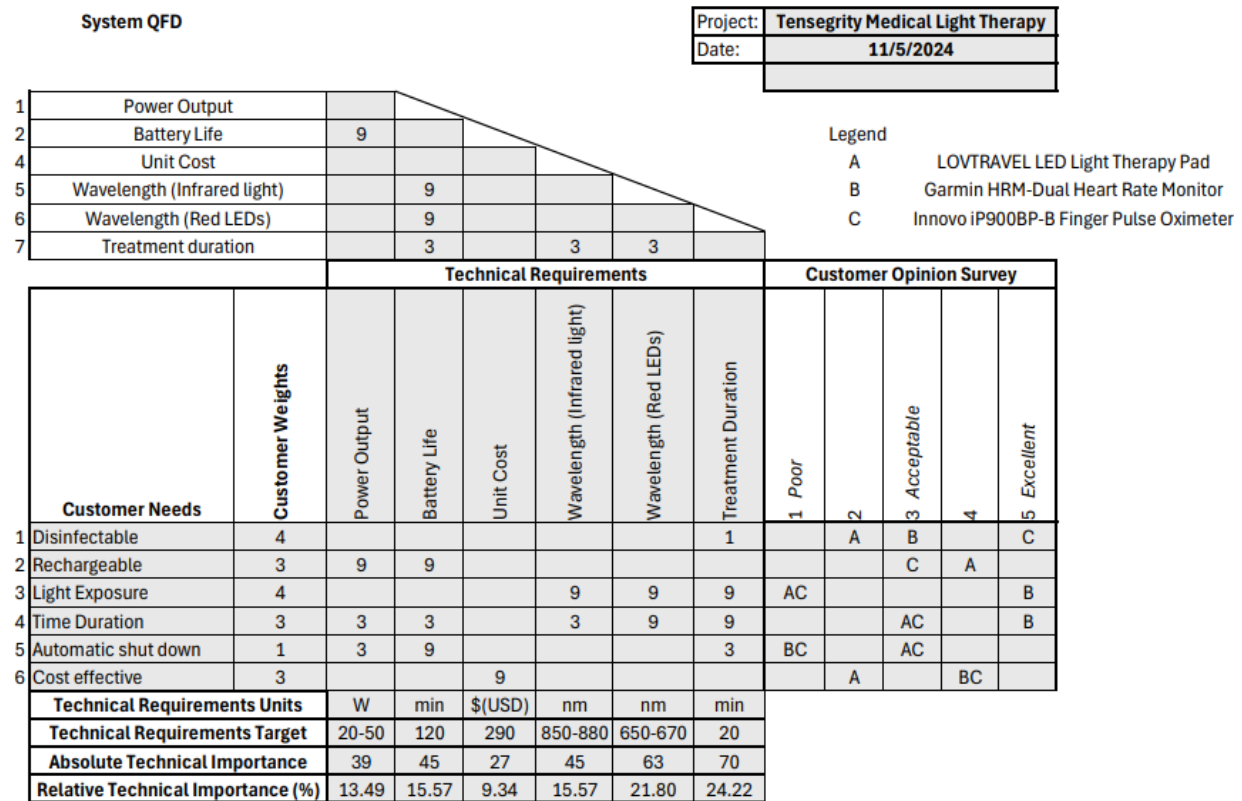 System QFD
Project: Tensegrity Medical Light Therapy
Date: 11/5/2024
1 Power Output
2 Battery Life 9
4 Unit Cost
5 Wavelength (Infrared light) 9
6 Wavelength (Red LEDs) 9
7 Treatment duration 3 3 3
Legend
A LOVTRAVEL LED Light Therapy Pad
B Garmin HRM-Dual Heart Rate Monitor
C Innovo iP900BP-B Finger Pulse Oximeter
Technical Requirements Customer Opinion Survey
Customer Needs Customer Weights Power Output Battery Life Unit Cost Wavelength (Infrared light) Wavelength (Red LEDs) Treatment Duration 1 Poor 2 3 Acceptable 4 5 Excellent
1 Disinfectable 4 1 A B C
2 Rechargeable 3 9 9 C A
3 Light Exposure 4 9 9 9 AC B
4 Time Duration 3 3 3 3 9 9 AC B
5 Automatic shut down 1 3 9 3 BC AC
6 Cost effective 3 9 A BC
Technical Requirements Units W min $(USD) nm nm min
Technical Requirements Target 20-50 120 290 850-880 650-670 20
Absolute Technical Importance 39 45 27 45 63 70
Relative Technical Importance (%) 13.49 15.57 9.34 15.57 21.80 24.22